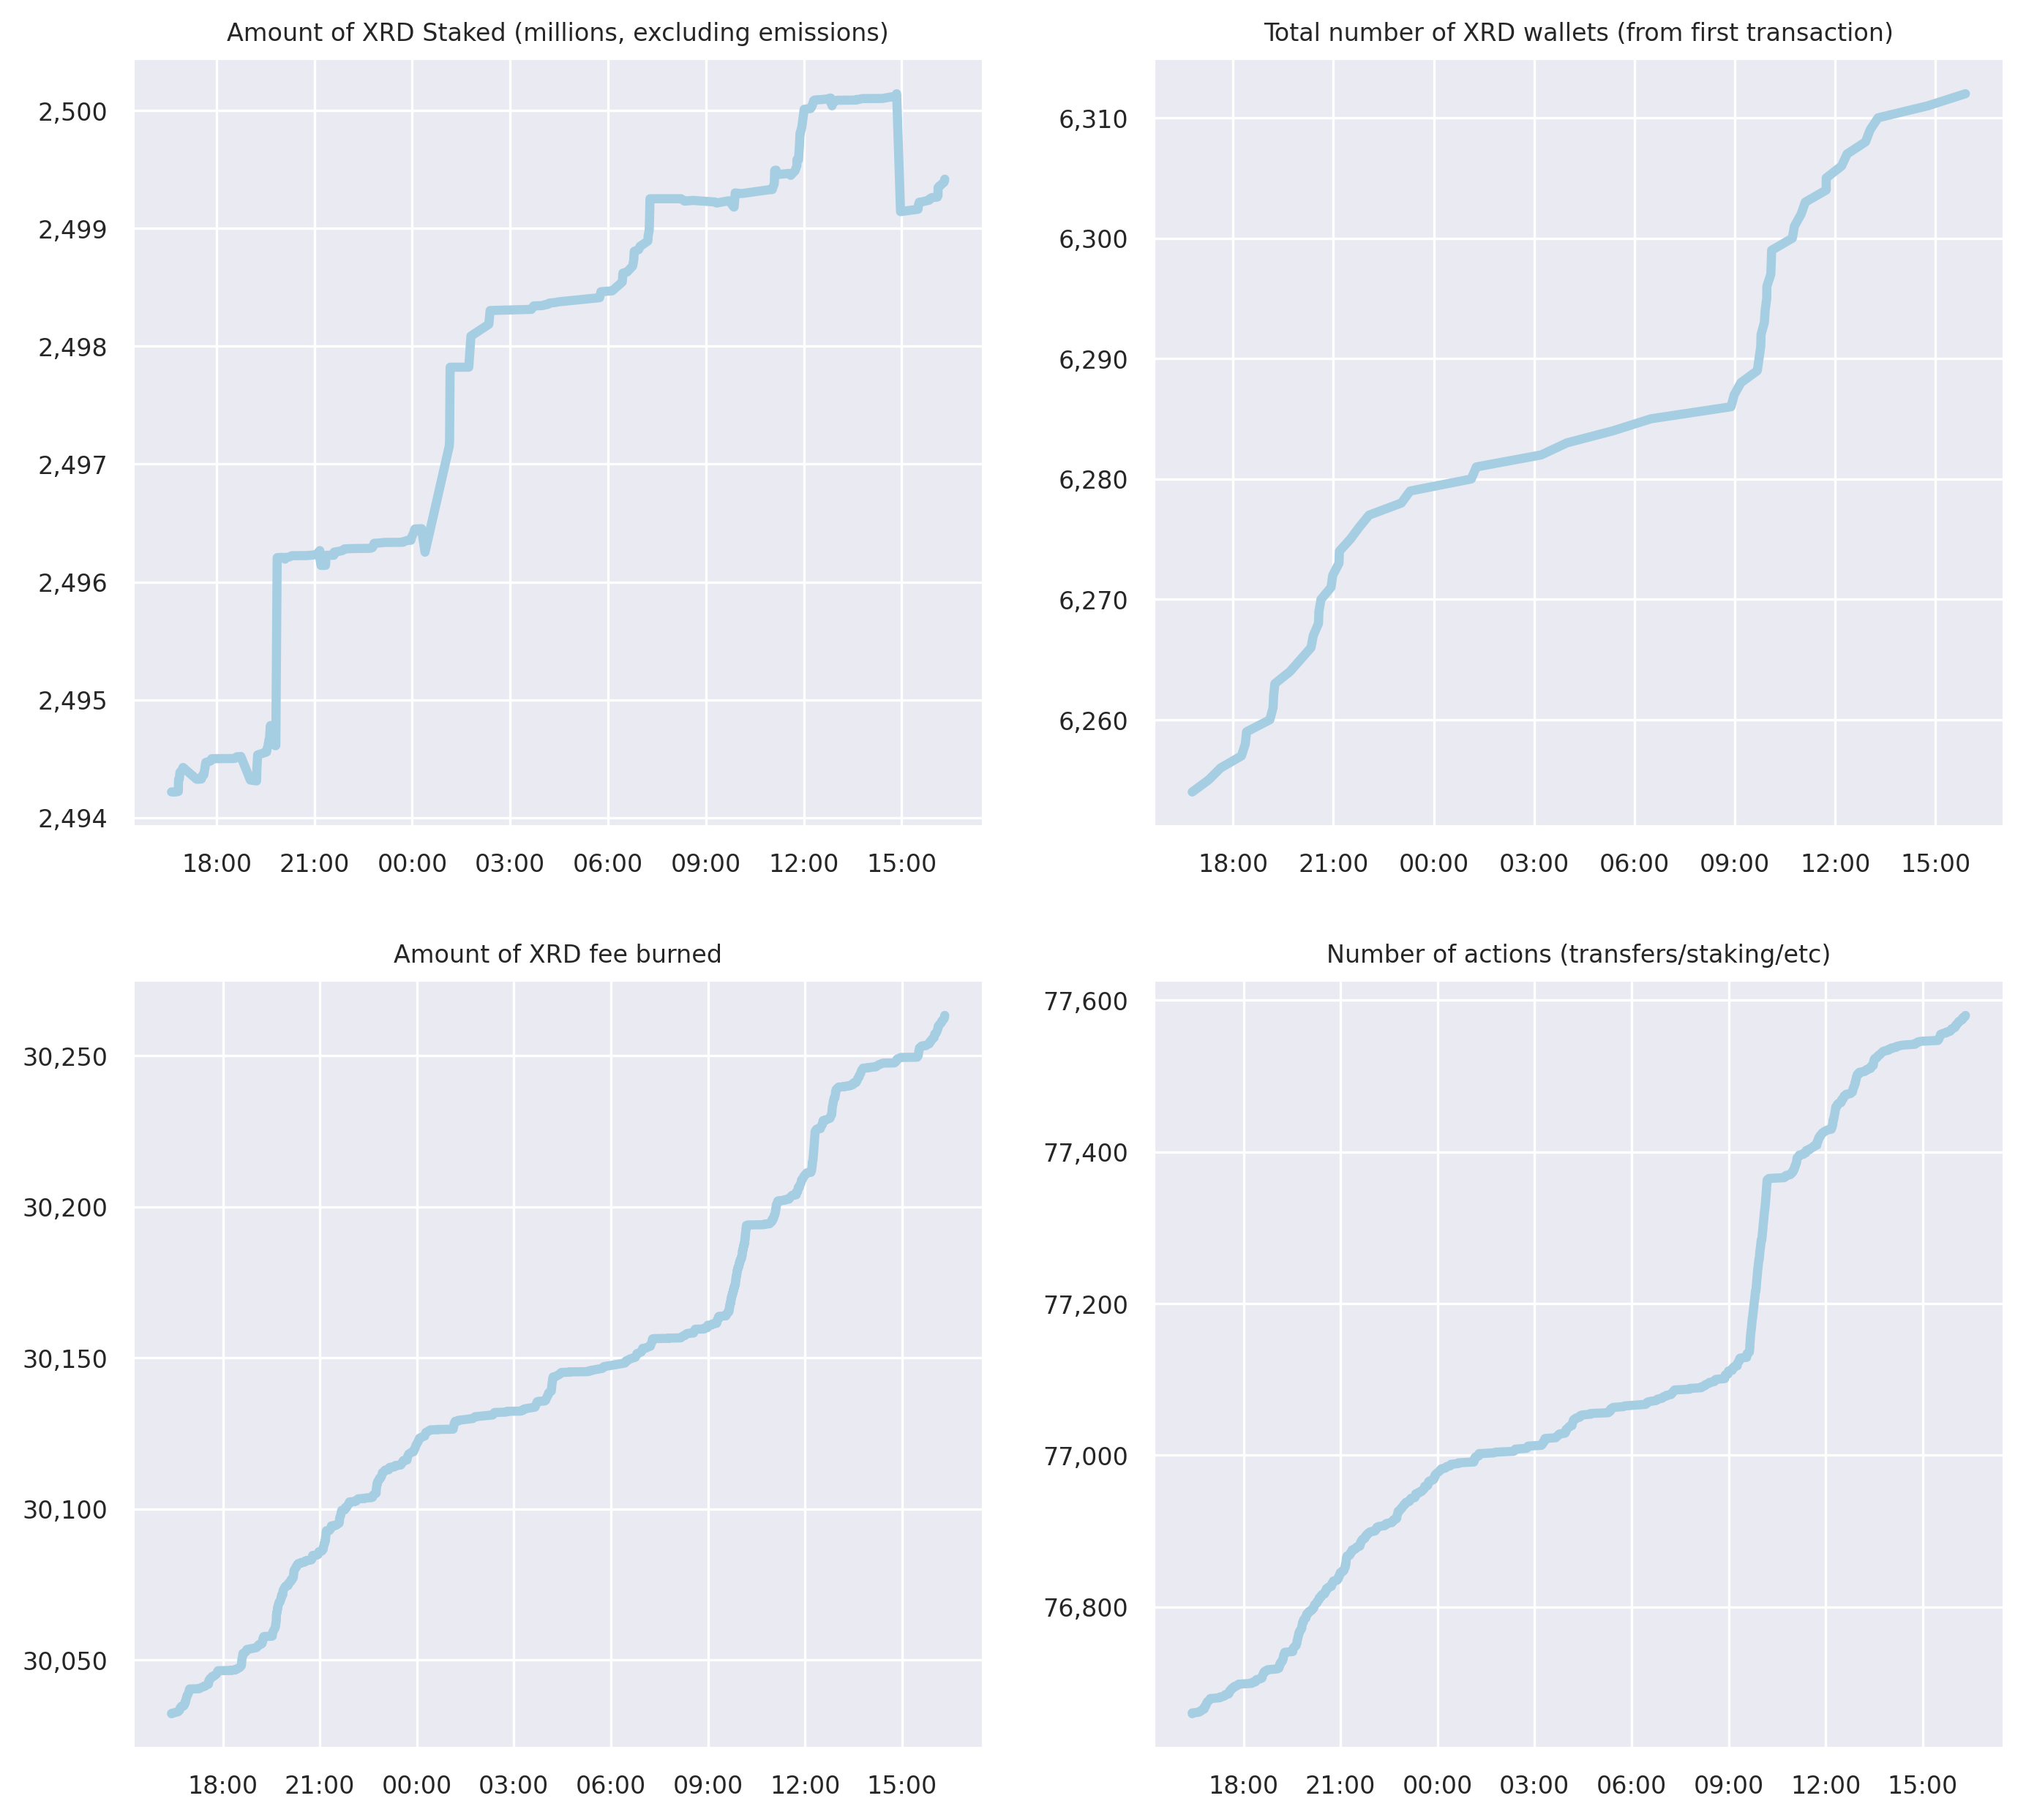 Amount of XRD Staked (millions, excluding emissions)
2,500
2,499
2,498
2,497
2,496
2,495
2,494
18:00 21:00 00:00 03:00 06:00 09:00 12:00 15:00
Total number of XRD wallets (from first transaction)
6,310
6,300
6,290
6,280
6,270
6,260
18:00 21:00 00:00 03:00 06:00 09:00 12:00 15:00
Amount of XRD fee burned
30,250
30,200
30,150
30,100
30,050
18:00 21:00 00:00 03:00 06:00 09:00 12:00 15:00
Number of actions (transfers/staking/etc)
77,600
77,400
77,200
77,000
76,800
18:00 21:00 00:00 03:00 06:00 09:00 12:00 15:00